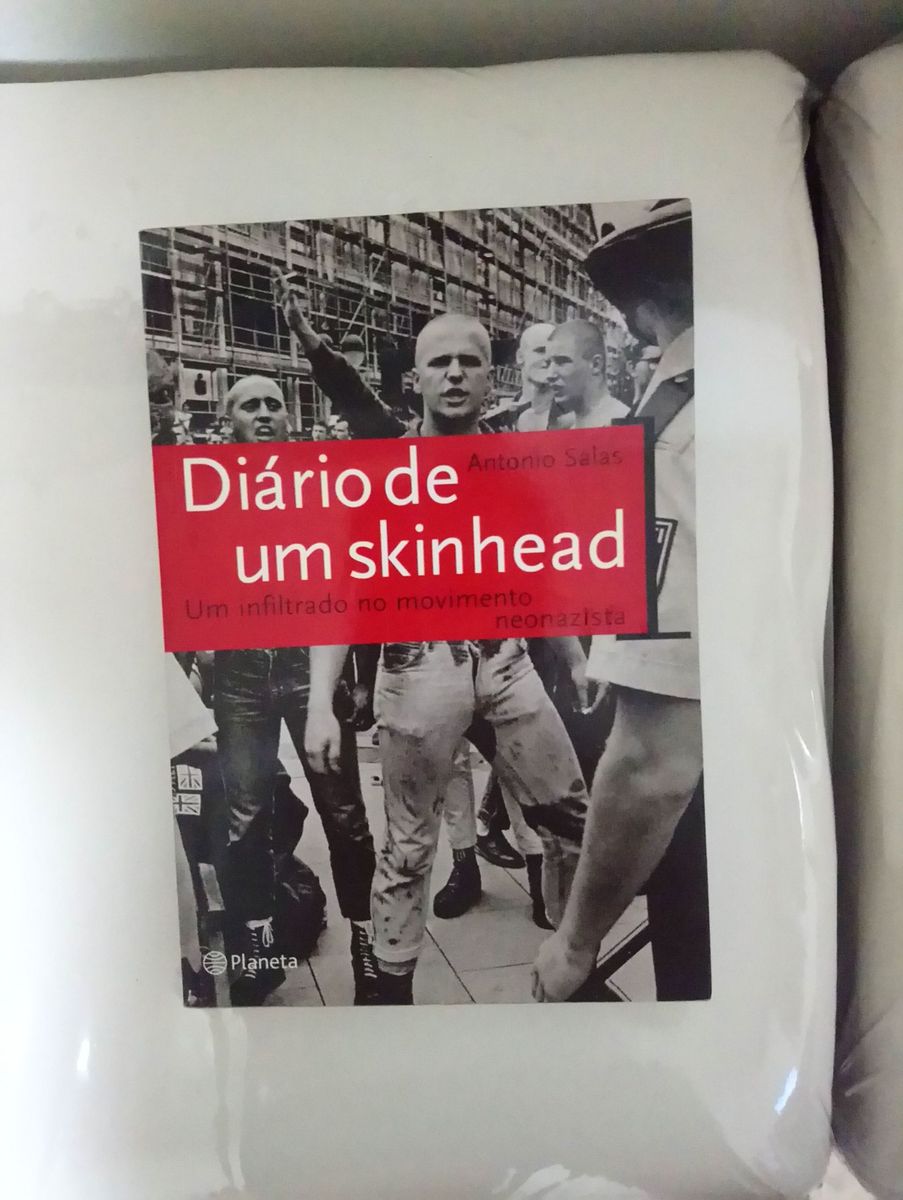 Antonio Salas
Diário de
um skinhead
Um infiltrado no movimento
neonazista
Planeta